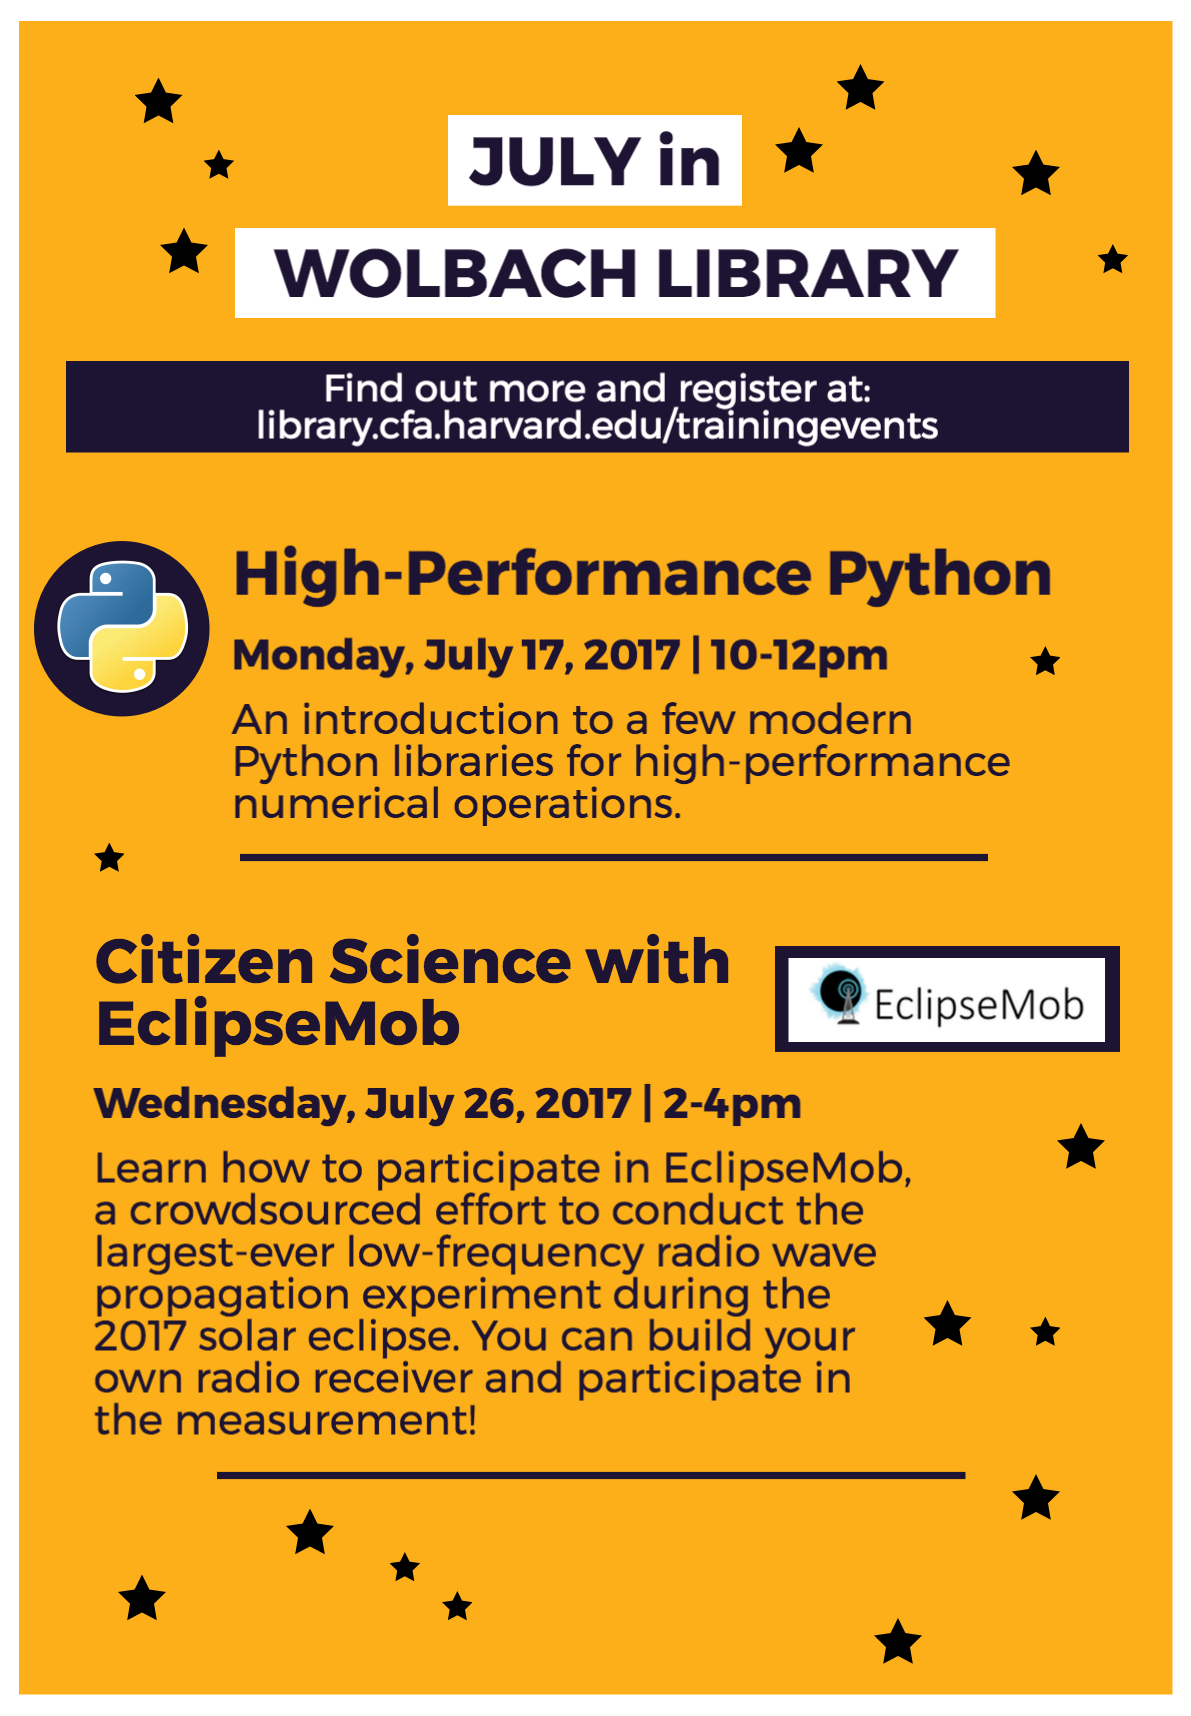 JULY in
WOLBACH LIBRARY
Find out more and register at:
library.cfa.harvard.edu/trainingevents
High-Performance Python
Monday, July 17, 2017 | 10-12pm
An introduction to a few modern
Python libraries for high-performance
numerical operations.
Citizen Science with
EclipseMob
EclipseMob
Wednesday, July 26, 2017 | 2-4pm
Learn how to participate in EclipseMob,
a crowdsourced effort to conduct the
largest-ever low-frequency radio wave
propagation experiment during the
2017 solar eclipse. You can build your
own radio receiver and participate in
the measurement!